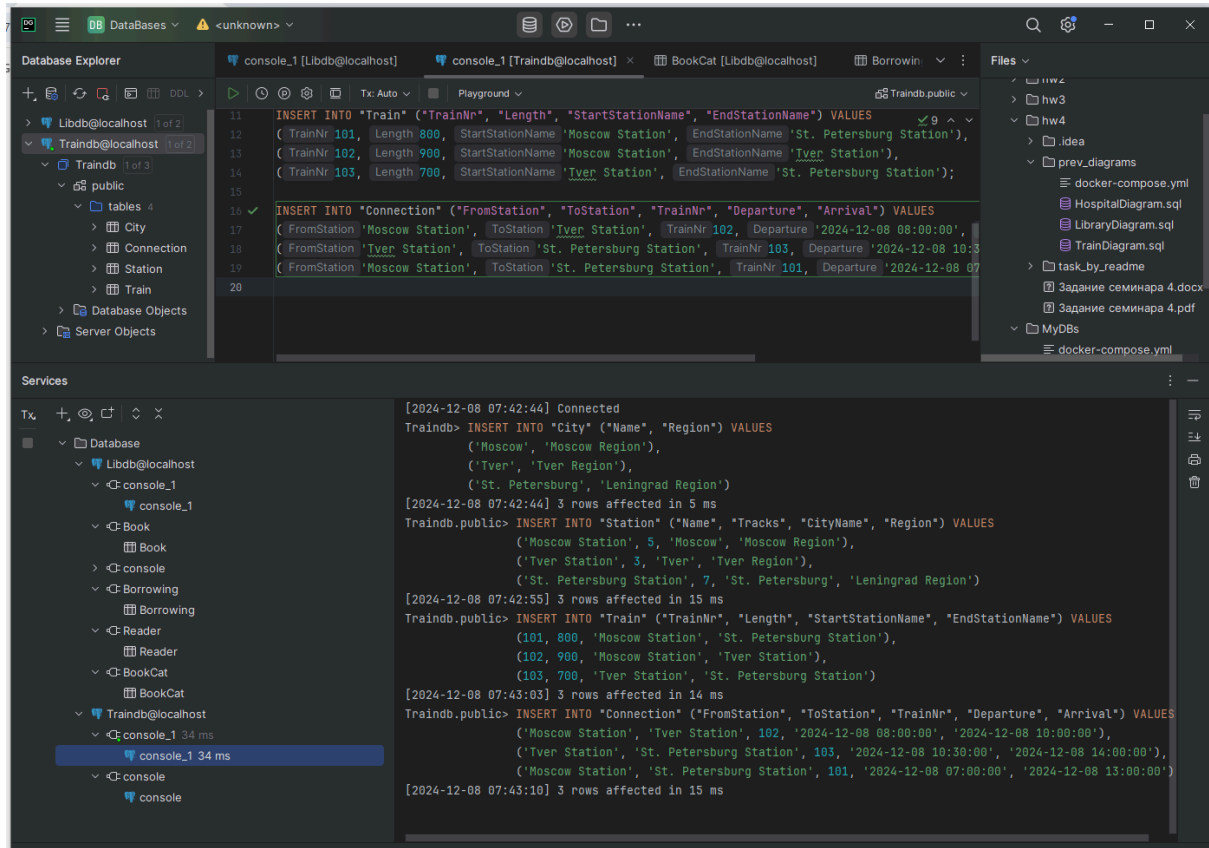 DG
DB DataBases
<unknown>
Database Explorer
console_1 [Libdb@localhost]
console_1 [Traindb@localhost]
BookCat [Libdb@localhost]
Borrowin
Files
DDL
Tx: Auto
Playground
Traindb.public
Libdb@localhost 1 of 2
Traindb@localhost 1 of 2
Traindb 1 of 3
public
tables 4
City
Connection
Station
Train
Database Objects
Server Objects
11 INSERT INTO "Train" ("TrainNr", "Length", "StartStationName", "EndStationName") VALUES
9
12 ( TrainNr 101, Length 800, StartStationName 'Moscow Station', EndStationName 'St. Petersburg Station'),
13 ( TrainNr 102, Length 900, StartStationName 'Moscow Station', EndStationName 'Tver Station'),
14 ( TrainNr 103, Length 700, StartStationName 'Tver Station', EndStationName 'St. Petersburg Station');
15
16 INSERT INTO "Connection" ("FromStation", "ToStation", "TrainNr", "Departure", "Arrival") VALUES
17 ( FromStation 'Moscow Station', ToStation 'Tver Station', TrainNr 102, Departure '2024-12-08 08:00:00',
18 ( FromStation 'Tver Station', ToStation 'St. Petersburg Station', TrainNr 103, Departure '2024-12-08 10:3
19 ( FromStation 'Moscow Station', ToStation 'St. Petersburg Station', TrainNr 101, Departure '2024-12-08 07
20
hw2
hw3
hw4
.idea
prev_diagrams
docker-compose.yml
HospitalDiagram.sql
LibraryDiagram.sql
TrainDiagram.sql
task_by_readme
Задание семинара 4.docx
Задание семинара 4.pdf
MyDBs
docker-compose.yml
Services
Tx
Database
Libdb@localhost
console_1
console_1
Book
Book
console
Borrowing
Borrowing
Reader
Reader
BookCat
BookCat
Traindb@localhost
console_1 34 ms
console_1 34 ms
console
console
[2024-12-08 07:42:44] Connected
Traindb> INSERT INTO "City" ("Name", "Region") VALUES
('Moscow', 'Moscow Region'),
('Tver', 'Tver Region'),
('St. Petersburg', 'Leningrad Region')
[2024-12-08 07:42:44] 3 rows affected in 5 ms
Traindb.public> INSERT INTO "Station" ("Name", "Tracks", "CityName", "Region") VALUES
('Moscow Station', 5, 'Moscow', 'Moscow Region'),
('Tver Station', 3, 'Tver', 'Tver Region'),
('St. Petersburg Station', 7, 'St. Petersburg', 'Leningrad Region')
[2024-12-08 07:42:55] 3 rows affected in 15 ms
Traindb.public> INSERT INTO "Train" ("TrainNr", "Length", "StartStationName", "EndStationName") VALUES
(101, 800, 'Moscow Station', 'St. Petersburg Station'),
(102, 900, 'Moscow Station', 'Tver Station'),
(103, 700, 'Tver Station', 'St. Petersburg Station')
[2024-12-08 07:43:03] 3 rows affected in 14 ms
Traindb.public> INSERT INTO "Connection" ("FromStation", "ToStation", "TrainNr", "Departure", "Arrival") VALUES
('Moscow Station', 'Tver Station', 102, '2024-12-08 08:00:00', '2024-12-08 10:00:00'),
('Tver Station', 'St. Petersburg Station', 103, '2024-12-08 10:30:00', '2024-12-08 14:00:00'),
('Moscow Station', 'St. Petersburg Station', 101, '2024-12-08 07:00:00', '2024-12-08 13:00:00')
[2024-12-08 07:43:10] 3 rows affected in 15 ms